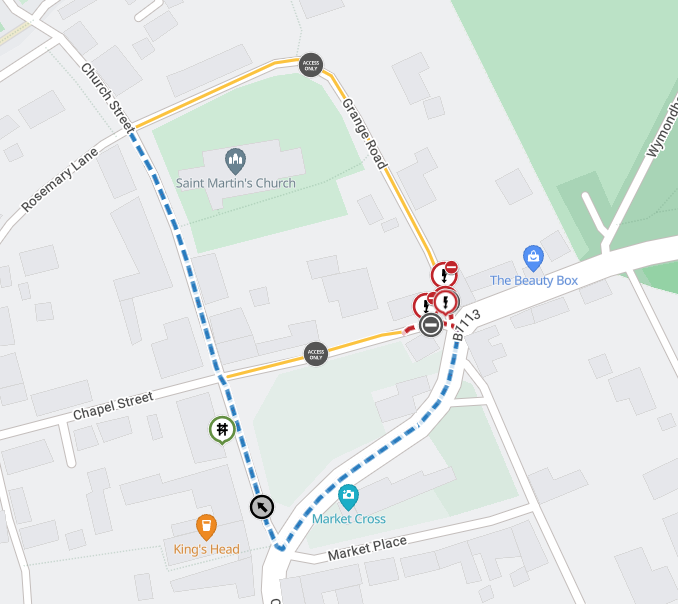 ACCESS
ONLY
Church Street
Grange Road
Wymondha
Saint Martin's Church
Rosemary Lane
The Beauty Box
B1113
ACCESS
ONLY
Chapel Street
Market Cross
King's Head
Market Place